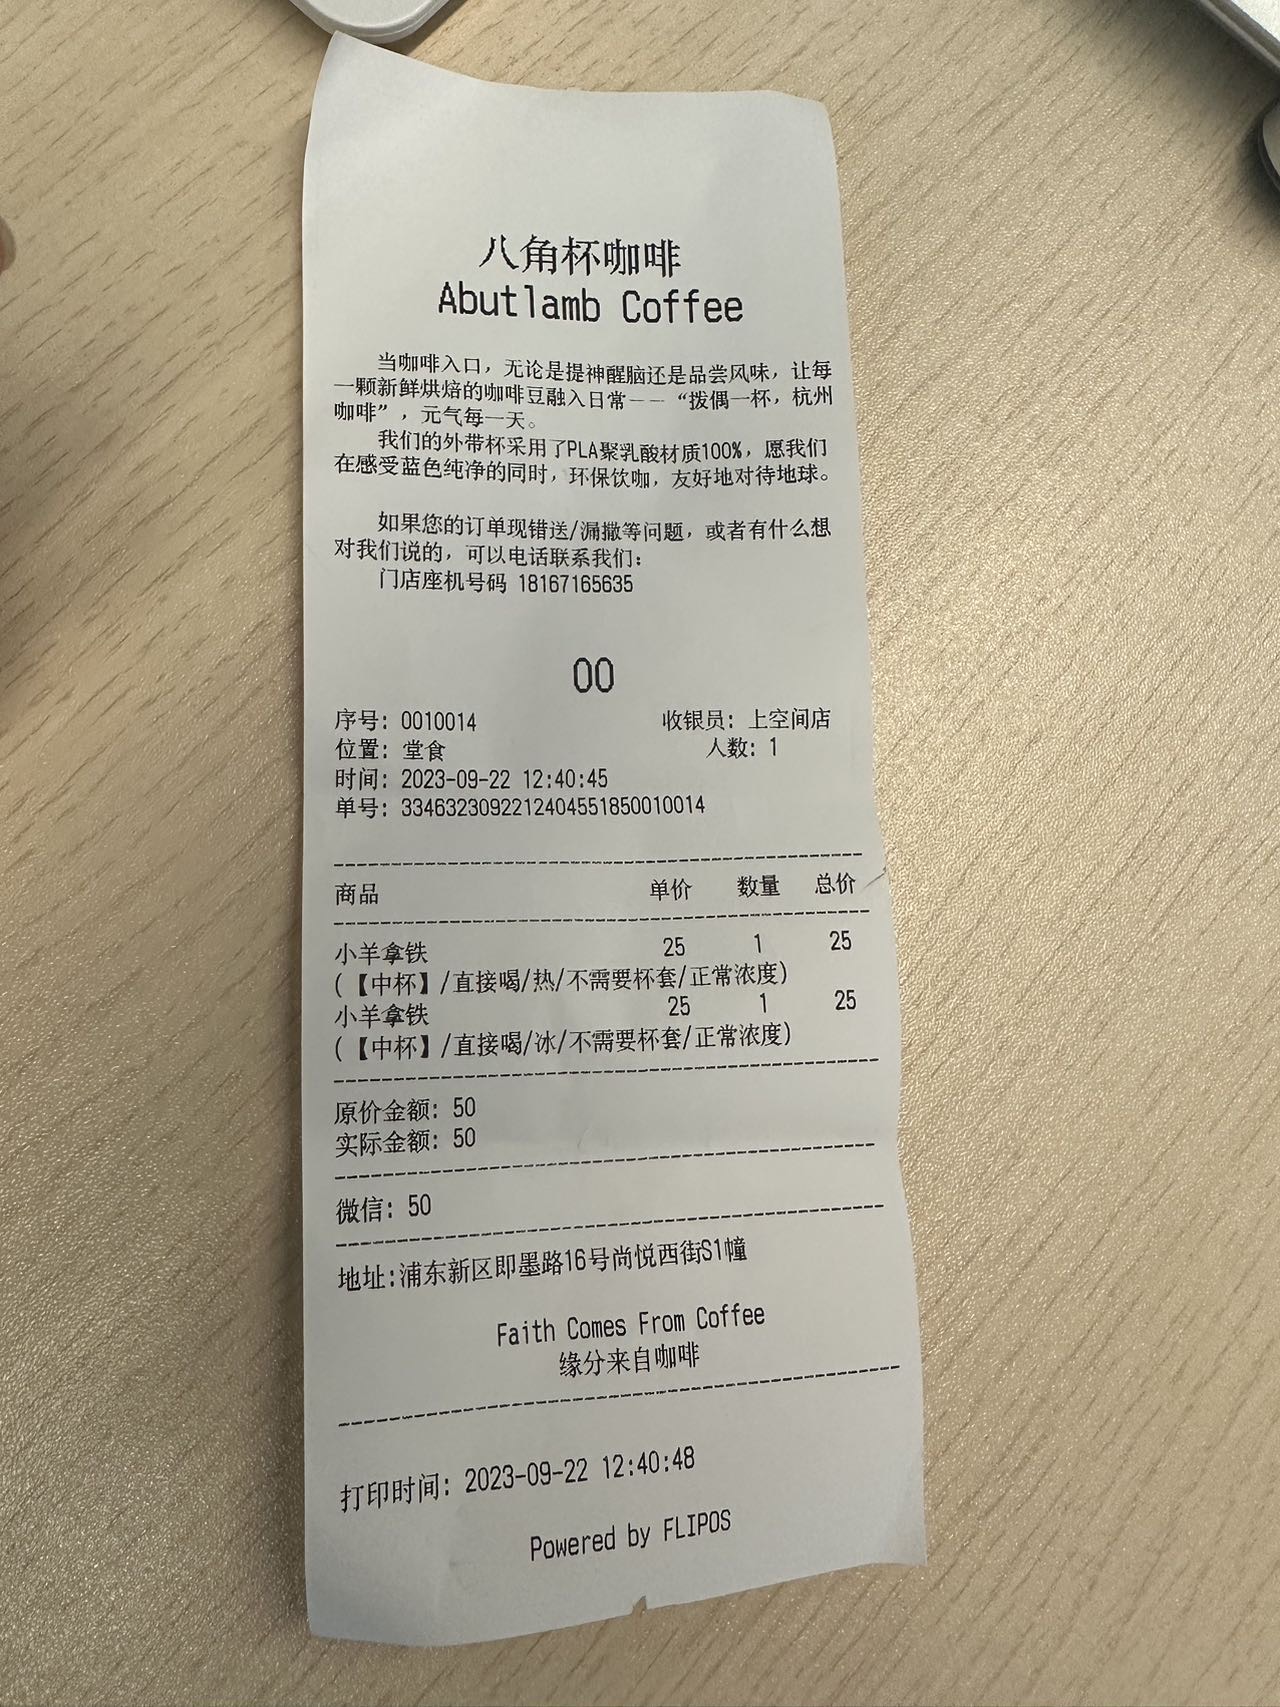 八角杯咖啡
Abutlamb Coffee
当咖啡入口，无论是提神醒脑还是品尝风味，让每
一颗新鲜烘焙的咖啡豆融入日常——“拨偶一杯，杭州
咖啡”，元气每一天。
我们的外带杯采用了PLA聚乳酸材质100%，愿我们
在感受蓝色纯净的同时，环保饮咖，友好地对待地球。
如果您的订单现错送/漏撒等问题，或者有什么想
对我们说的，可以电话联系我们：
门店座机号码 18167165635
00
序号: 0010014 收银员: 上空间店
位置: 堂食 人数: 1
时间: 2023-09-22 12:40:45
单号: 3346323092212404551850010014
商品 单价 数量 总价
小羊拿铁 25 1 25
(【中杯】/直接喝/热/不需要杯套/正常浓度)
小羊拿铁 25 1 25
(【中杯】/直接喝/冰/不需要杯套/正常浓度)
原价金额: 50
实际金额: 50
微信: 50
地址:浦东新区即墨路16号尚悦西街S1幢
Faith Comes From Coffee
缘分来自咖啡
打印时间: 2023-09-22 12:40:48
Powered by FLIPOS